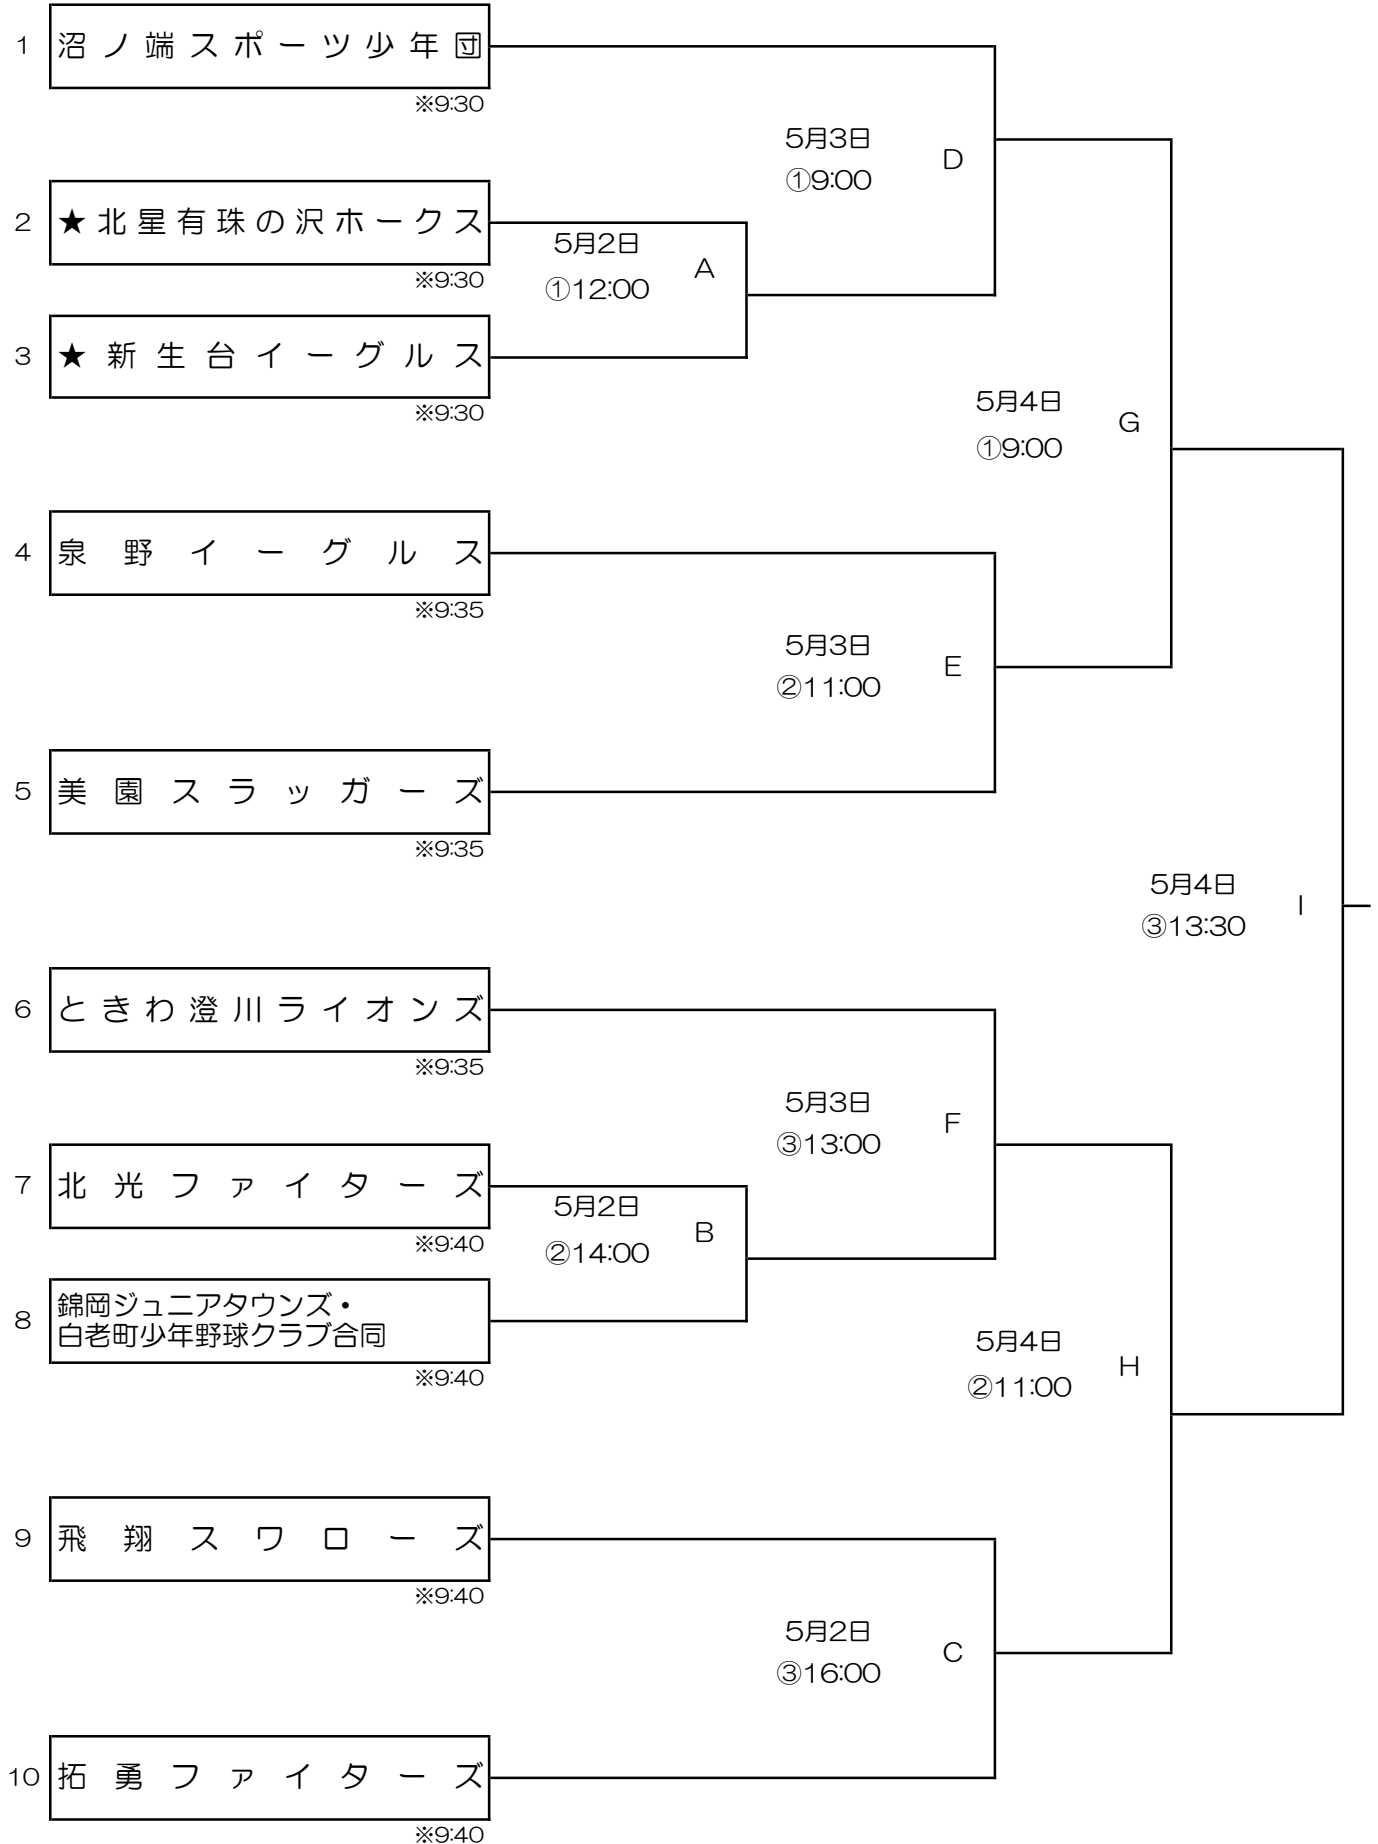 1 沼ノ端スポーツ少年団
※9:30
5月3日
①9:00
D
2 ★北星有珠の沢ホークス
※9:30
5月2日
①12:00
A
3 ★新生台イーグルス
※9:30
5月4日
①9:00
G
4 泉野イーグルス
※9:35
5月3日
②11:00
E
5 美園スラッガーズ
※9:35
5月4日
③13:30
I
6 ときわ澄川ライオンズ
※9:35
5月3日
③13:00
F
7 北光ファイターズ
※9:40
5月2日
②14:00
B
8 錦岡ジュニアタウンズ・
白老町少年野球クラブ合同
※9:40
5月4日
②11:00
H
9 飛翔スワローズ
※9:40
5月2日
③16:00
C
10 拓勇ファイターズ
※9:40